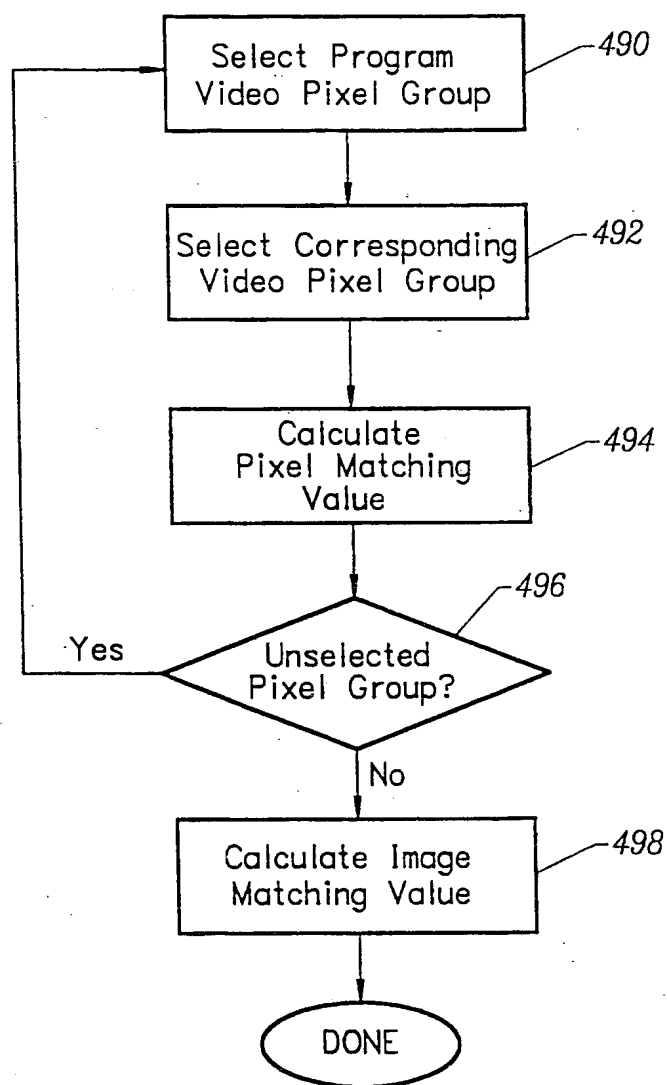 Select Program
Video Pixel Group
490
Select Corresponding
Video Pixel Group
492
Calculate
Pixel Matching
Value
494
496
Yes
Unselected
Pixel Group?
No
Calculate Image
Matching Value
498
DONE